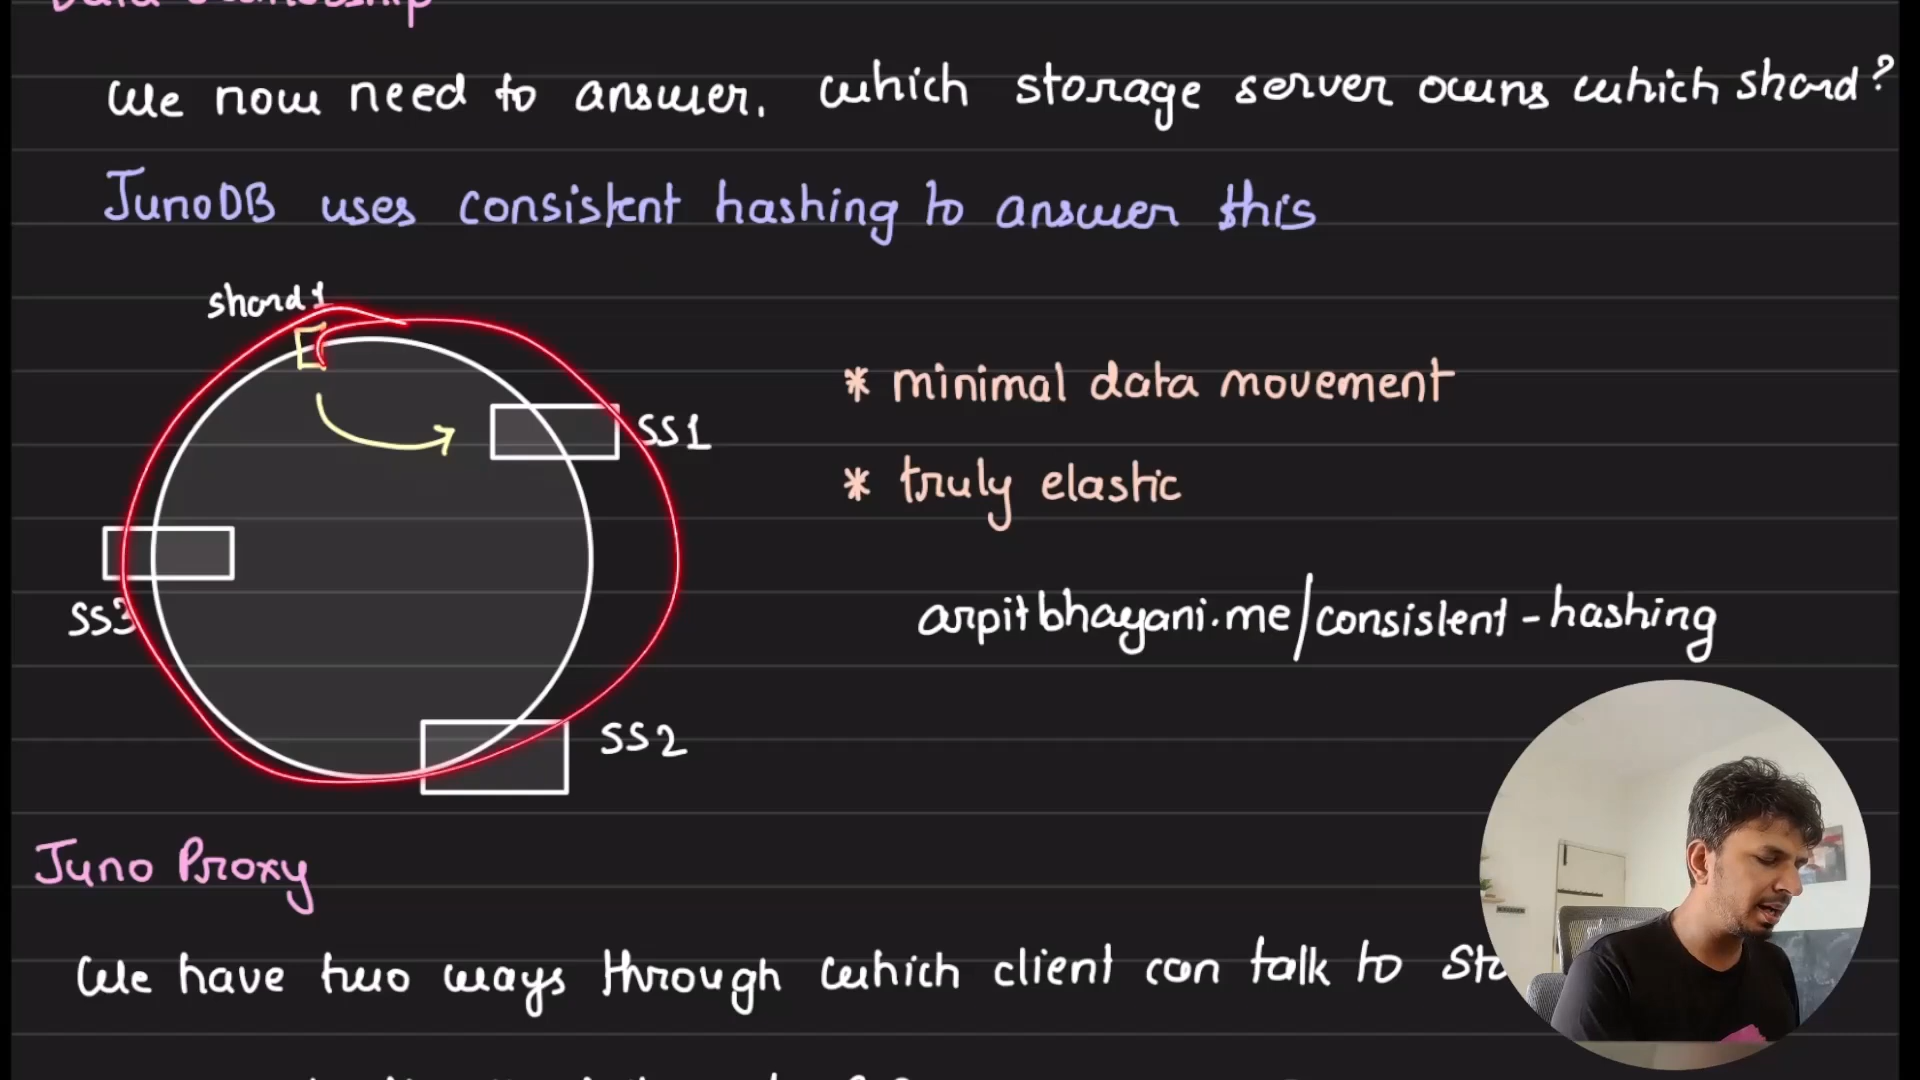 We now need to answer, which storage server owns which shard?
JunoDB uses consistent hashing to answer this
shard 1
* minimal data movement
SS1
* truly elastic
SS3
arpitbhayani.me/consistent-hashing
SS2
Juno Proxy
We have two ways through which client can talk to